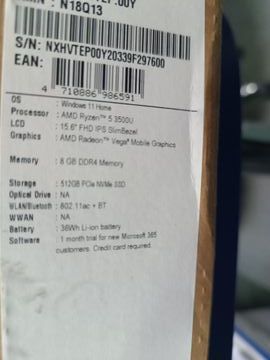 : N18Q13
S/N: NXHVTEP00Y20339F297600
EAN:
4 710886 986591
OS : Windows 11 Home
Processor : AMD Ryzen™ 5 3500U
LCD : 15.6" FHD IPS SlimBezel
Graphics : AMD Radeon™ Vega8 Mobile Graphics
Memory : 8 GB DDR4 Memory
Storage : 512GB PCIe NVMe SSD
Optical Drive : NA
WLAN/Bluetooth : 802.11ac + BT
WWAN : NA
Battery : 36Wh Li-ion battery
Software : 1 month trial for new Microsoft 365
customers. Credit card required.